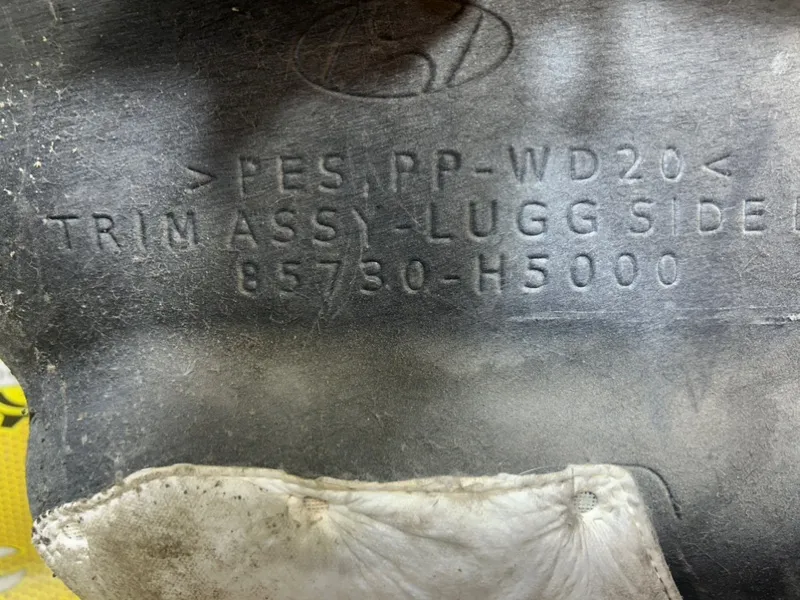 >PES, PP-WD20<
TRIM ASSY-LUGG SIDE
85730-H5000